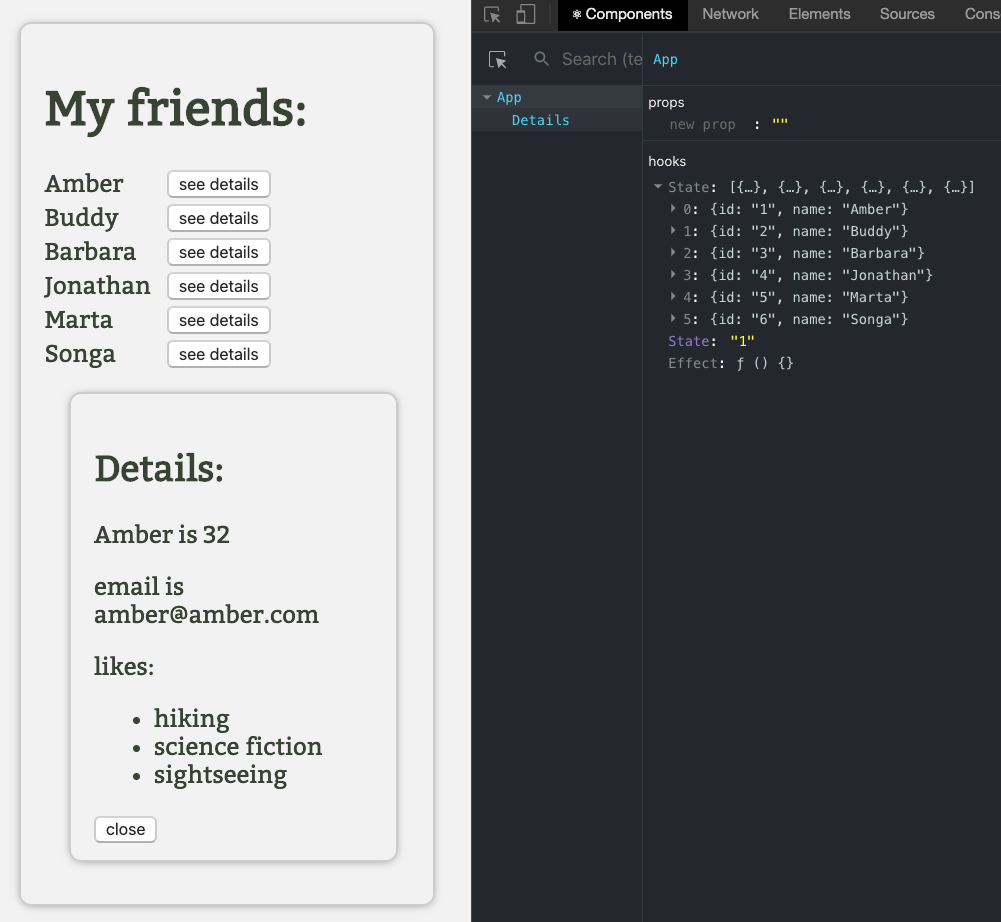 My friends:
Amber see details
Buddy see details
Barbara see details
Jonathan see details
Marta see details
Songa see details
Details:
Amber is 32
email is
amber@amber.com
likes:
• hiking
• science fiction
• sightseeing
close
⚛ Components Network Elements Sources Cons
Search (te
App
App
Details
props
new prop : ""
hooks
State: [{…}, {…}, {…}, {…}, {…}, {…}]
0: {id: "1", name: "Amber"}
1: {id: "2", name: "Buddy"}
2: {id: "3", name: "Barbara"}
3: {id: "4", name: "Jonathan"}
4: {id: "5", name: "Marta"}
5: {id: "6", name: "Songa"}
State: "1"
Effect: ƒ () {}